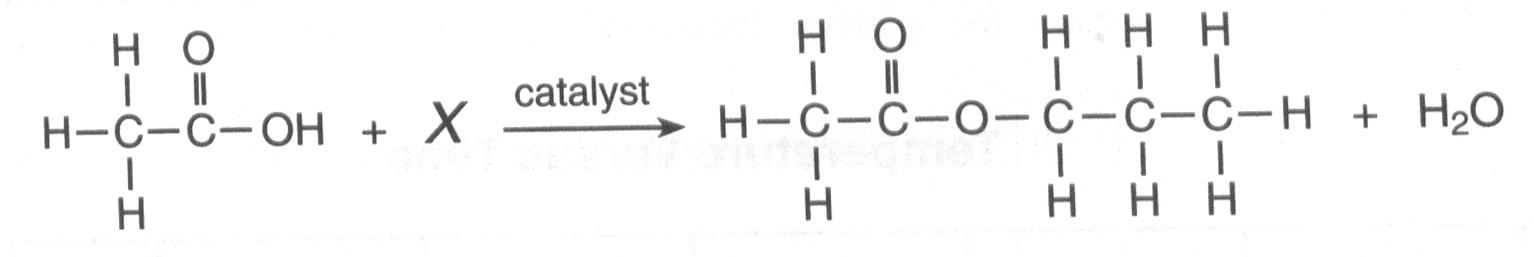 H O H O H H H
H–C–C–OH + X catalyst H–C–C–O–C–C–C–H + H₂O
H H H H H